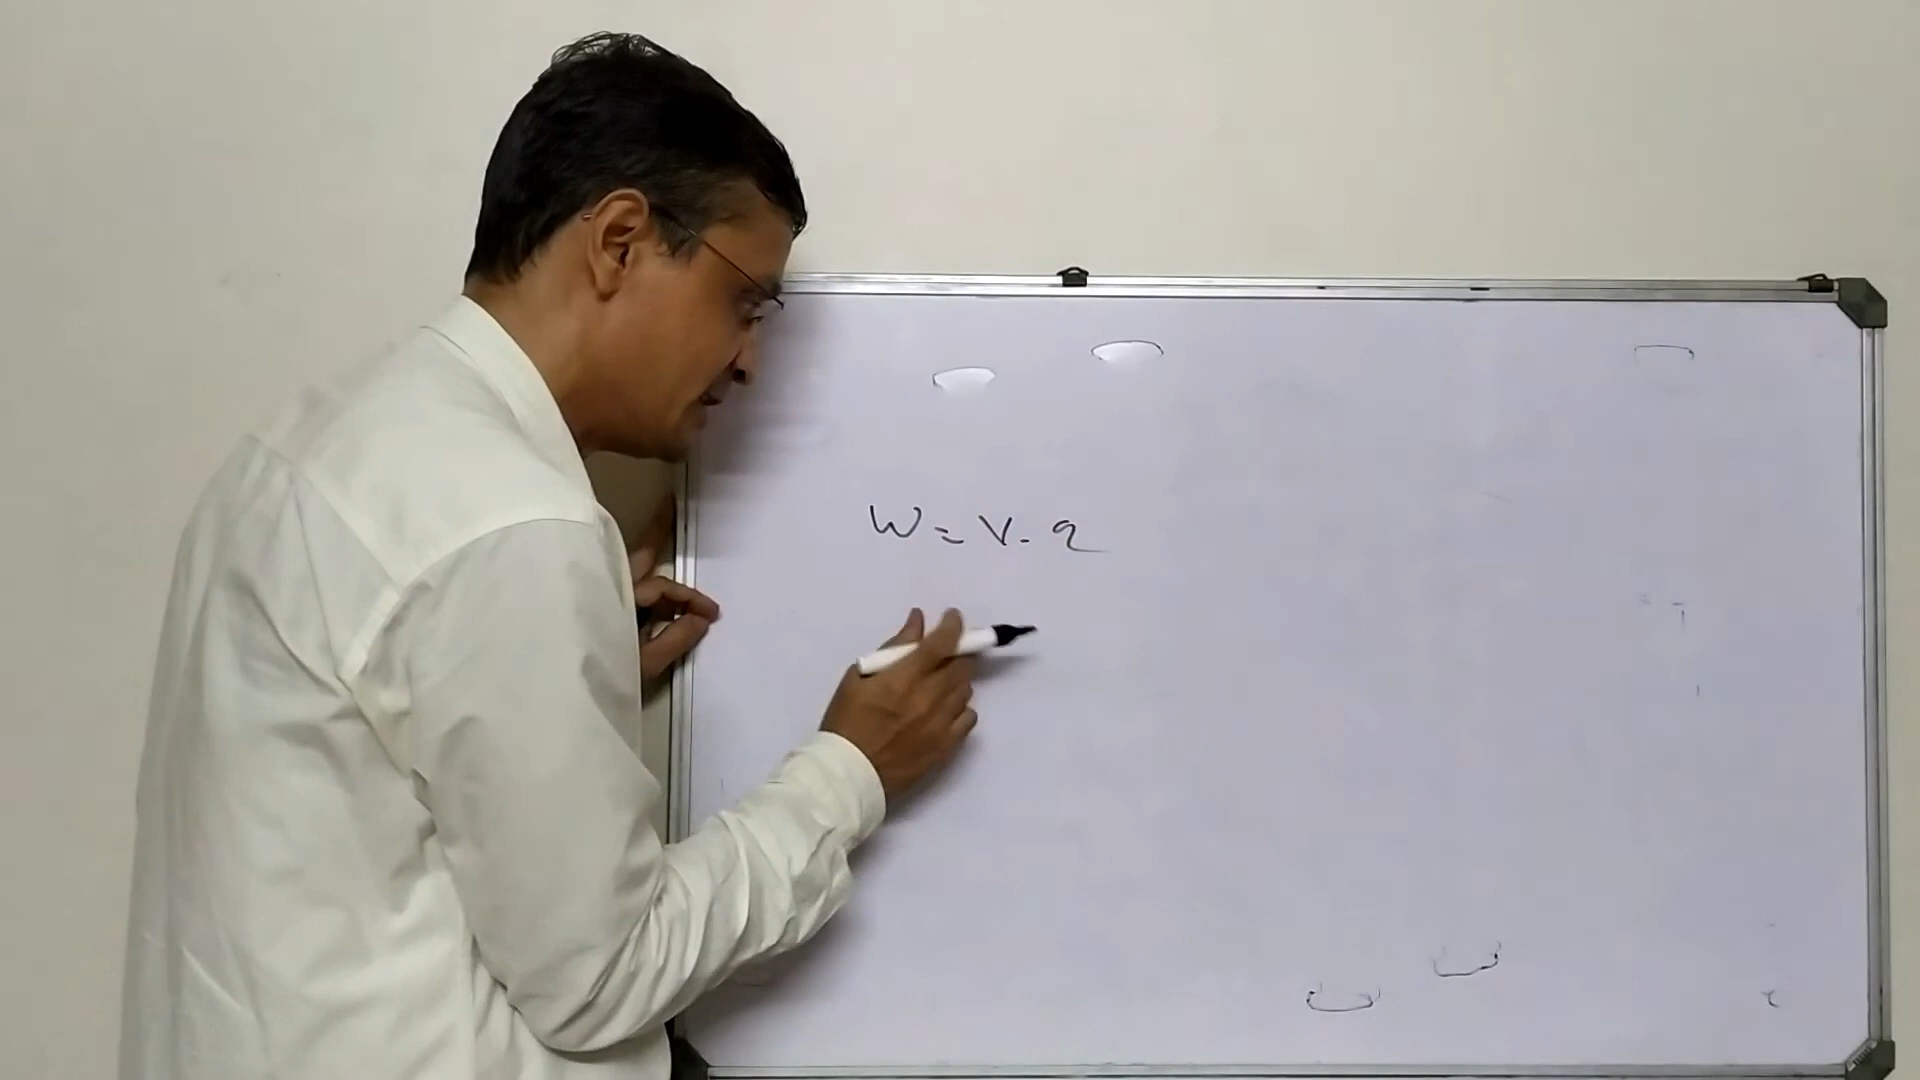 W = V. q